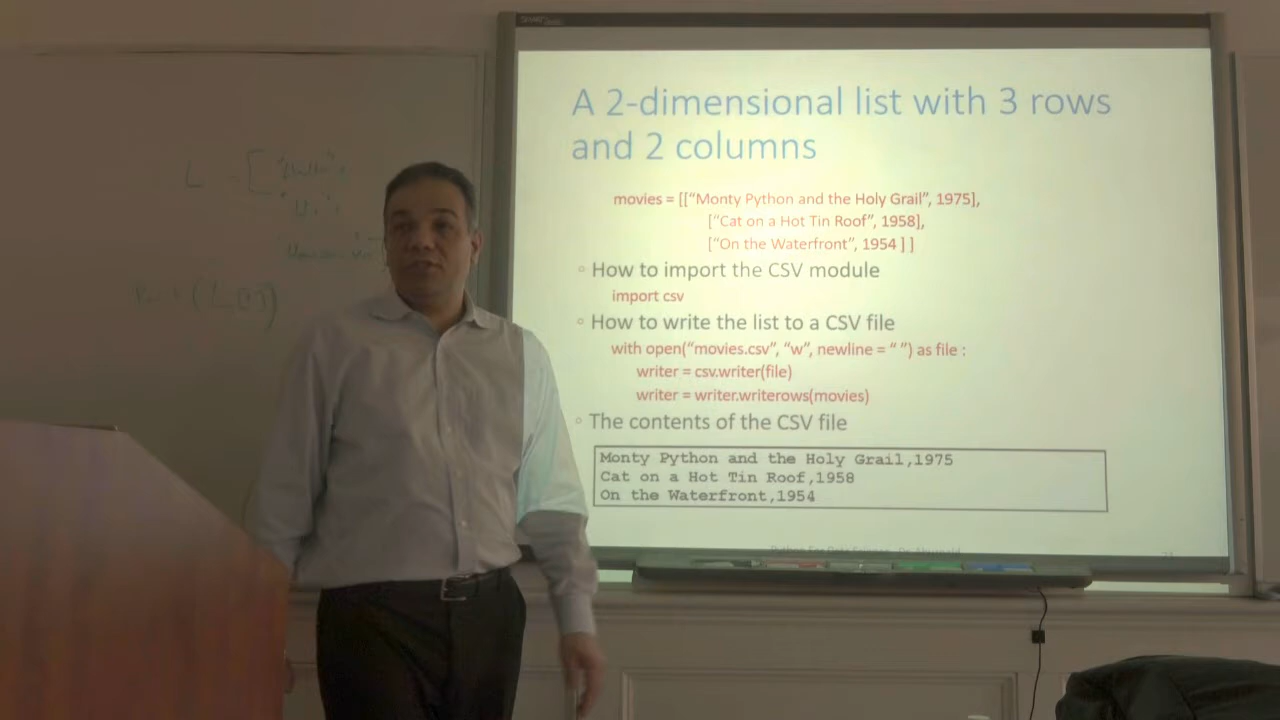 A 2-dimensional list with 3 rows
and 2 columns
movies = [[“Monty Python and the Holy Grail”, 1975],
[“Cat on a Hot Tin Roof”, 1958],
[“On the Waterfront”, 1954 ] ]
◦ How to import the CSV module
import csv
◦ How to write the list to a CSV file
with open(“movies.csv”, “w”, newline = “ ”) as file :
writer = csv.writer(file)
writer = writer.writerows(movies)
◦ The contents of the CSV file
Monty Python and the Holy Grail,1975
Cat on a Hot Tin Roof,1958
On the Waterfront,1954
L = [